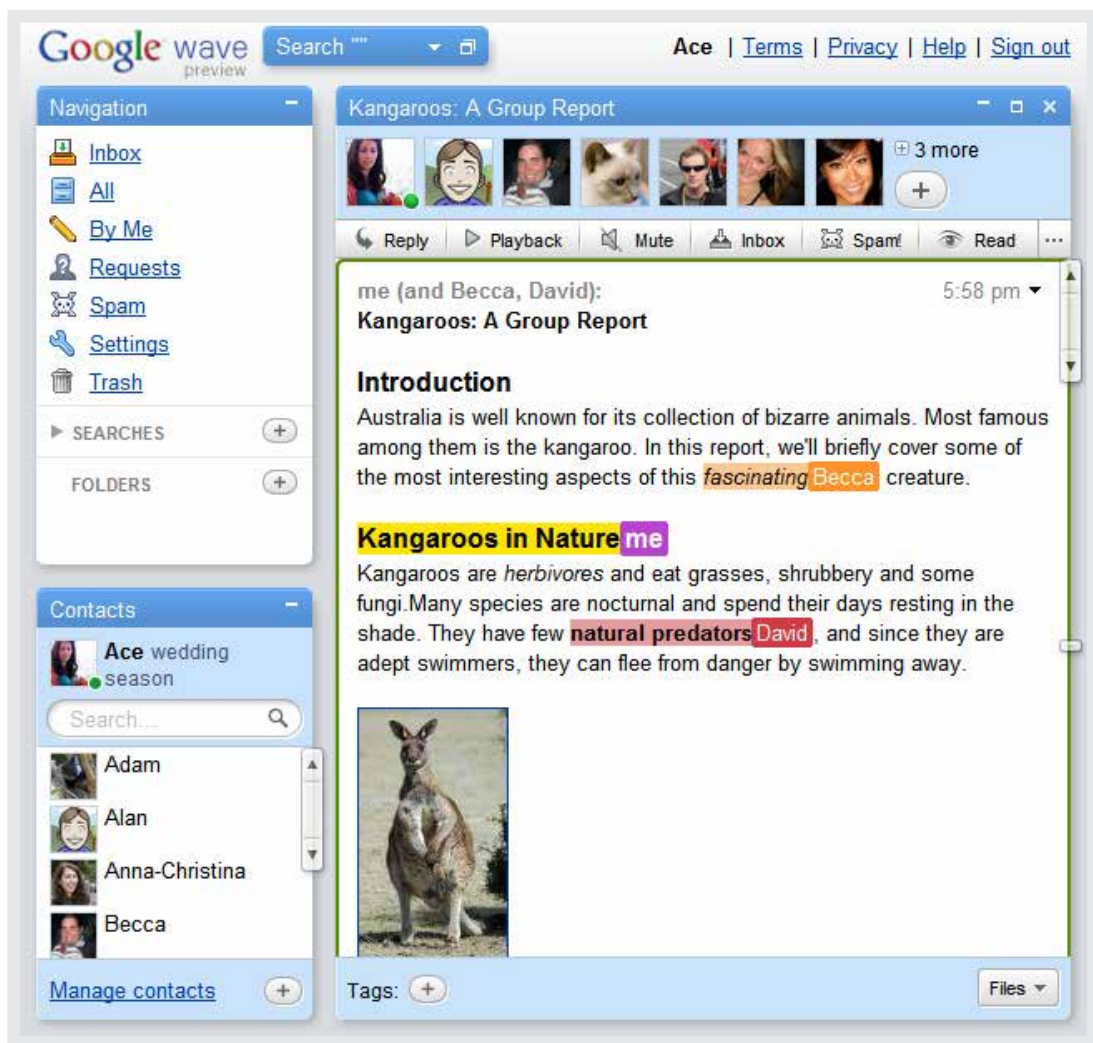 Google wave
preview
Search ""
Ace | Terms | Privacy | Help | Sign out
Navigation
Inbox
All
By Me
Requests
Spam
Settings
Trash
SEARCHES
FOLDERS
Contacts
Ace wedding
season
Search...
Adam
Alan
Anna-Christina
Becca
Manage contacts
Kangaroos: A Group Report
3 more
Reply Playback Mute Inbox Spam! Read ...
me (and Becca, David): 5:58 pm
Kangaroos: A Group Report
Introduction
Australia is well known for its collection of bizarre animals. Most famous
among them is the kangaroo. In this report, we'll briefly cover some of
the most interesting aspects of this fascinating Becca creature.
Kangaroos in Nature me
Kangaroos are herbivores and eat grasses, shrubbery and some
fungi.Many species are nocturnal and spend their days resting in the
shade. They have few natural predators David, and since they are
adept swimmers, they can flee from danger by swimming away.
Tags:
Files